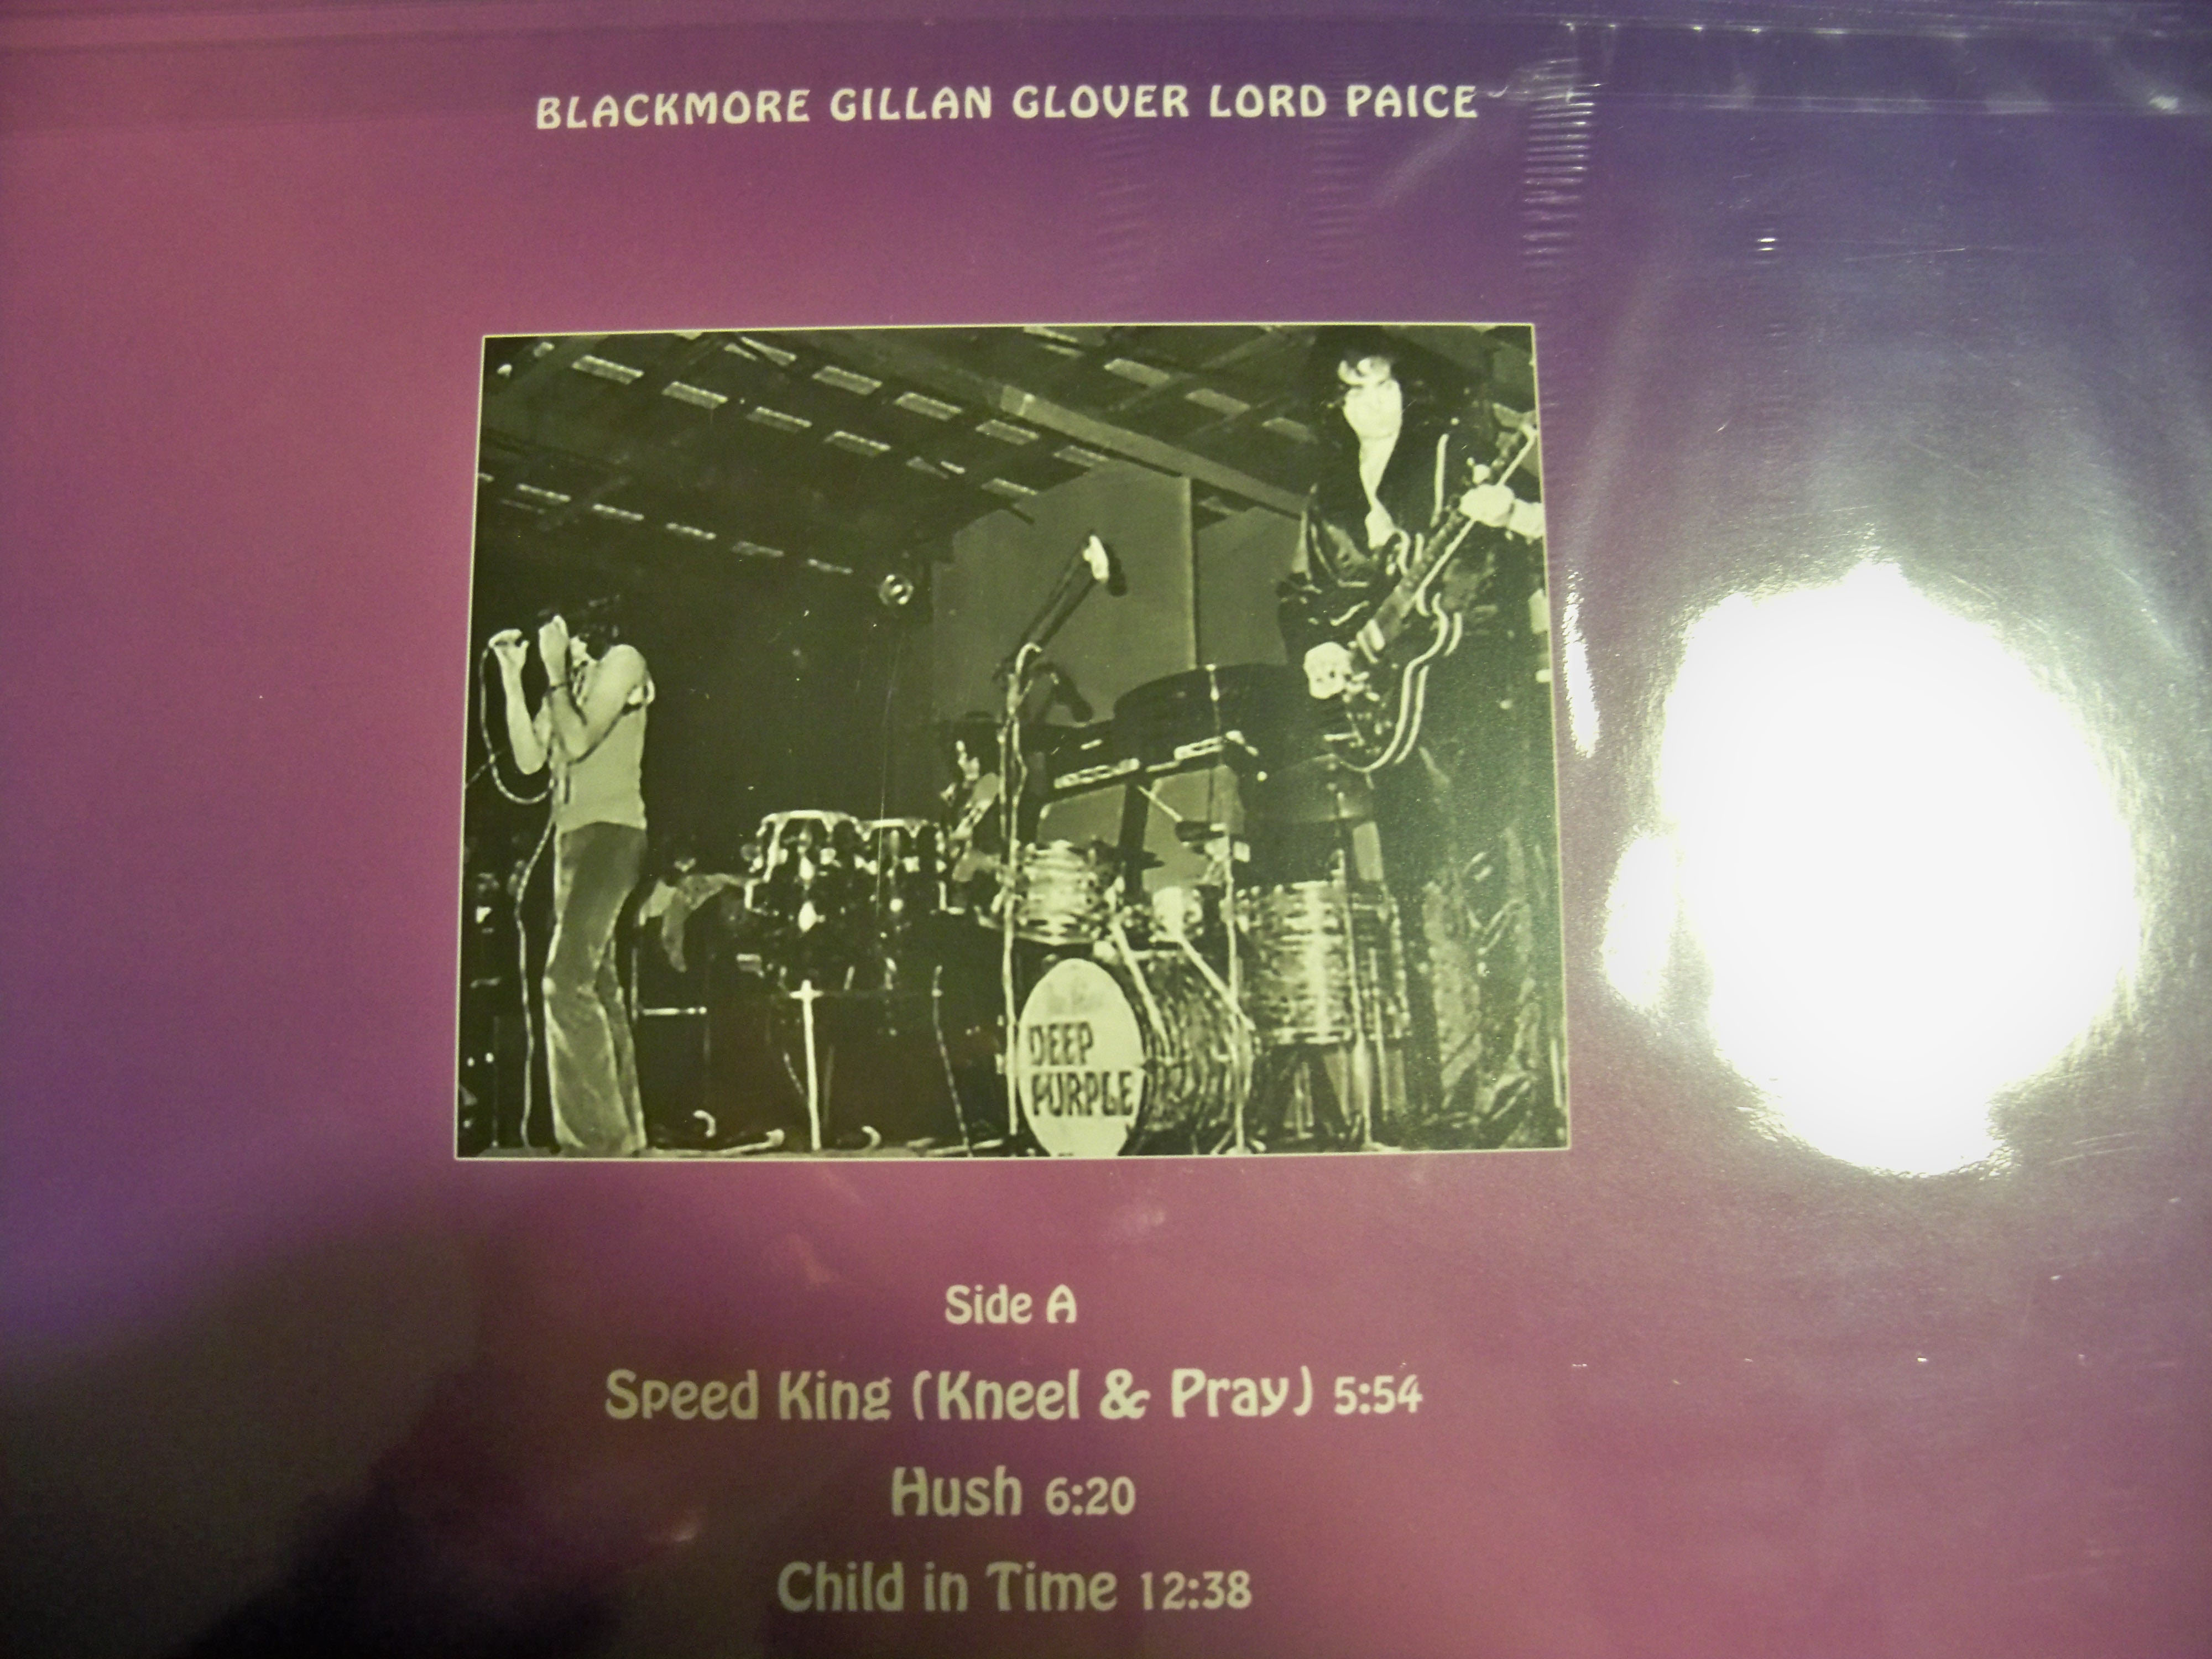 BLACKMORE GILLAN GLOVER LORD PAICE
DEEP
PURPLE
Side A
Speed King (Kneel & Pray) 5:54
Hush 6:20
Child in Time 12:38